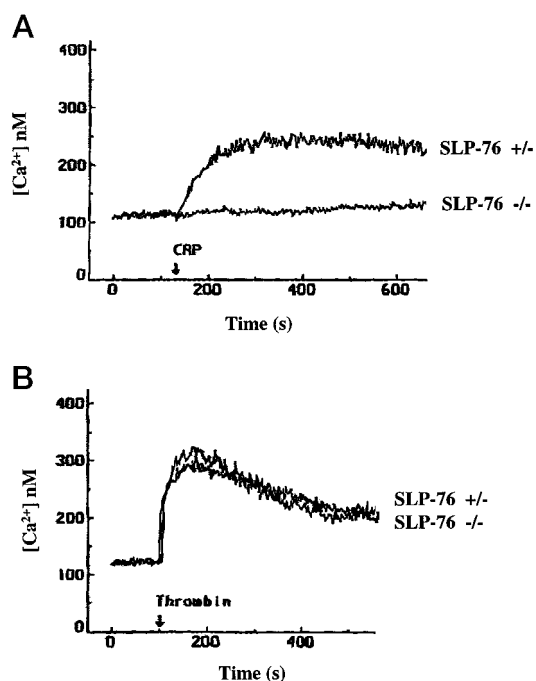 A
400
300
200
100
0
[Ca²⁺] nM
SLP-76 +/-
SLP-76 -/-
CRP
0 200 400 600
Time (s)
B
400
300
200
100
0
[Ca²⁺] nM
SLP-76 +/-
SLP-76 -/-
Thrombin
0 200 400
Time (s)